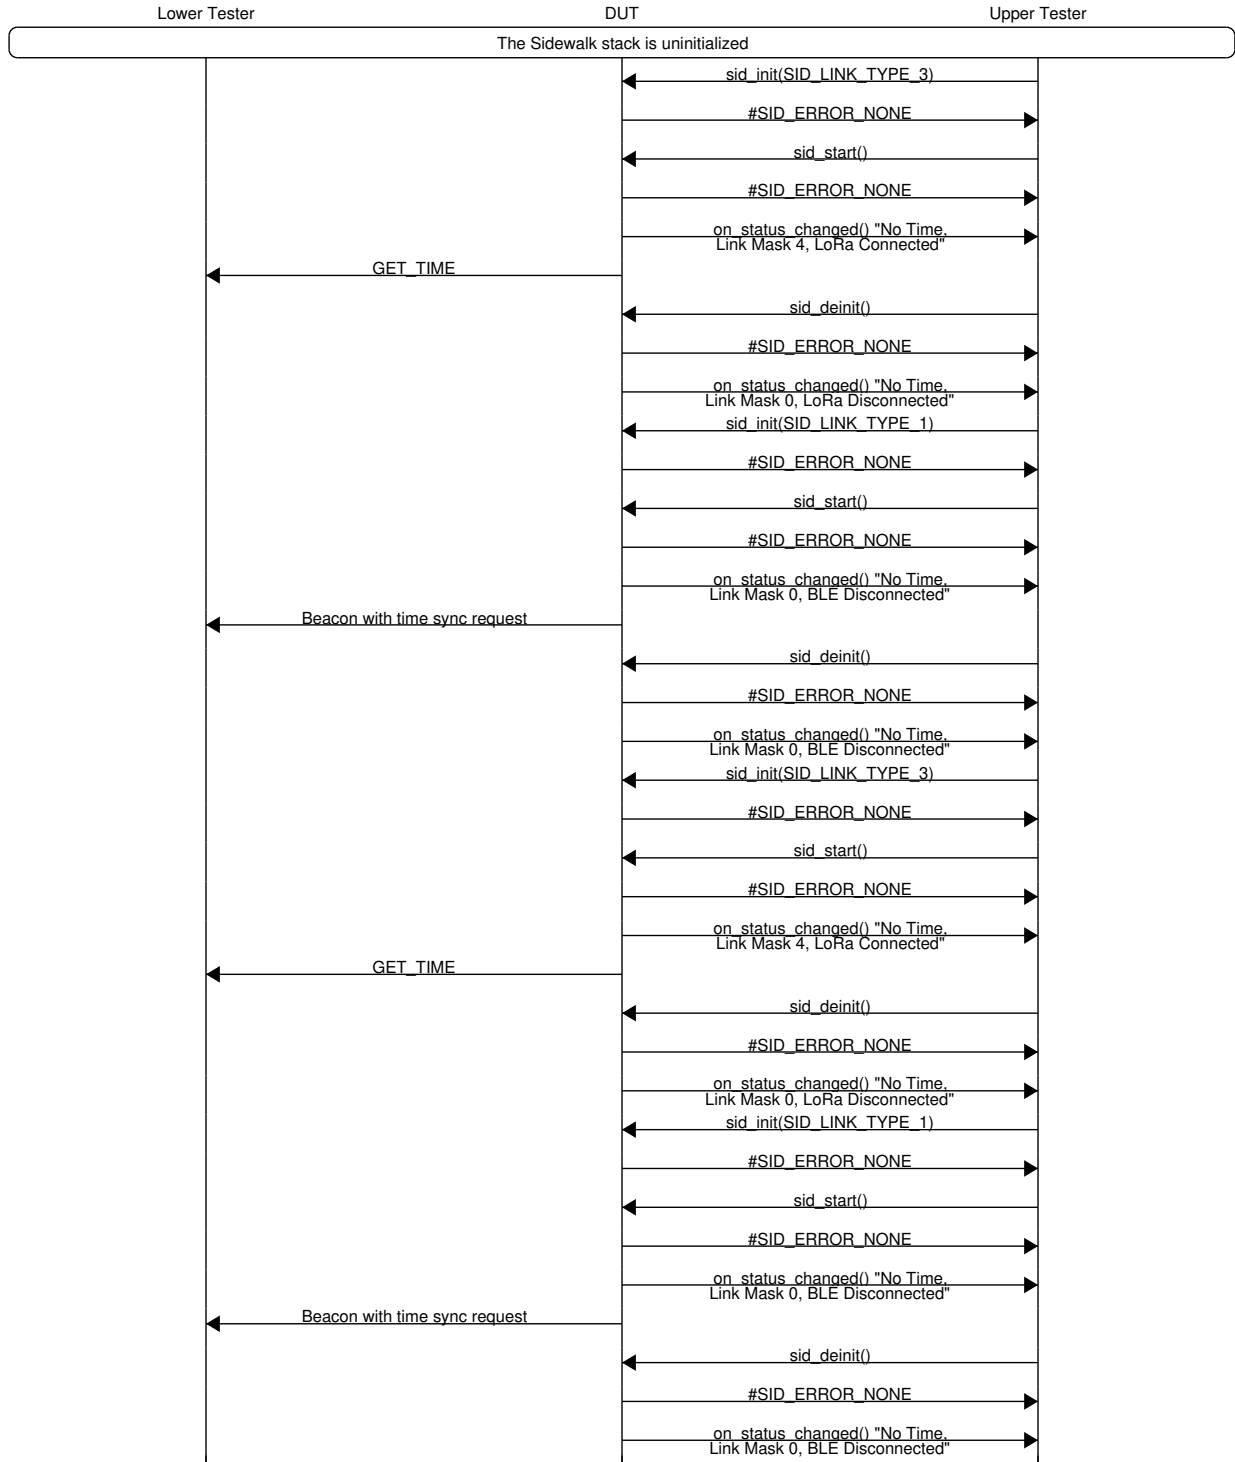 Lower Tester DUT Upper Tester
The Sidewalk stack is uninitialized
sid_init(SID_LINK_TYPE_3)
#SID_ERROR_NONE
sid_start()
#SID_ERROR_NONE
on_status_changed() "No Time,
Link Mask 4, LoRa Connected"
GET_TIME
sid_deinit()
#SID_ERROR_NONE
on_status_changed() "No Time,
Link Mask 0, LoRa Disconnected"
sid_init(SID_LINK_TYPE_1)
#SID_ERROR_NONE
sid_start()
#SID_ERROR_NONE
on_status_changed() "No Time,
Link Mask 0, BLE Disconnected"
Beacon with time sync request
sid_deinit()
#SID_ERROR_NONE
on_status_changed() "No Time,
Link Mask 0, BLE Disconnected"
sid_init(SID_LINK_TYPE_3)
#SID_ERROR_NONE
sid_start()
#SID_ERROR_NONE
on_status_changed() "No Time,
Link Mask 4, LoRa Connected"
GET_TIME
sid_deinit()
#SID_ERROR_NONE
on_status_changed() "No Time,
Link Mask 0, LoRa Disconnected"
sid_init(SID_LINK_TYPE_1)
#SID_ERROR_NONE
sid_start()
#SID_ERROR_NONE
on_status_changed() "No Time,
Link Mask 0, BLE Disconnected"
Beacon with time sync request
sid_deinit()
#SID_ERROR_NONE
on_status_changed() "No Time,
Link Mask 0, BLE Disconnected"